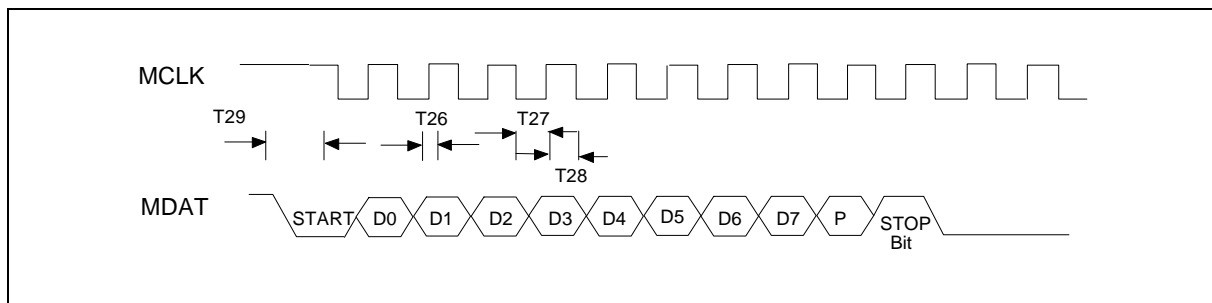 MCLK
T29 T26 T27
T28
MDAT START D0 D1 D2 D3 D4 D5 D6 D7 P STOP
Bit